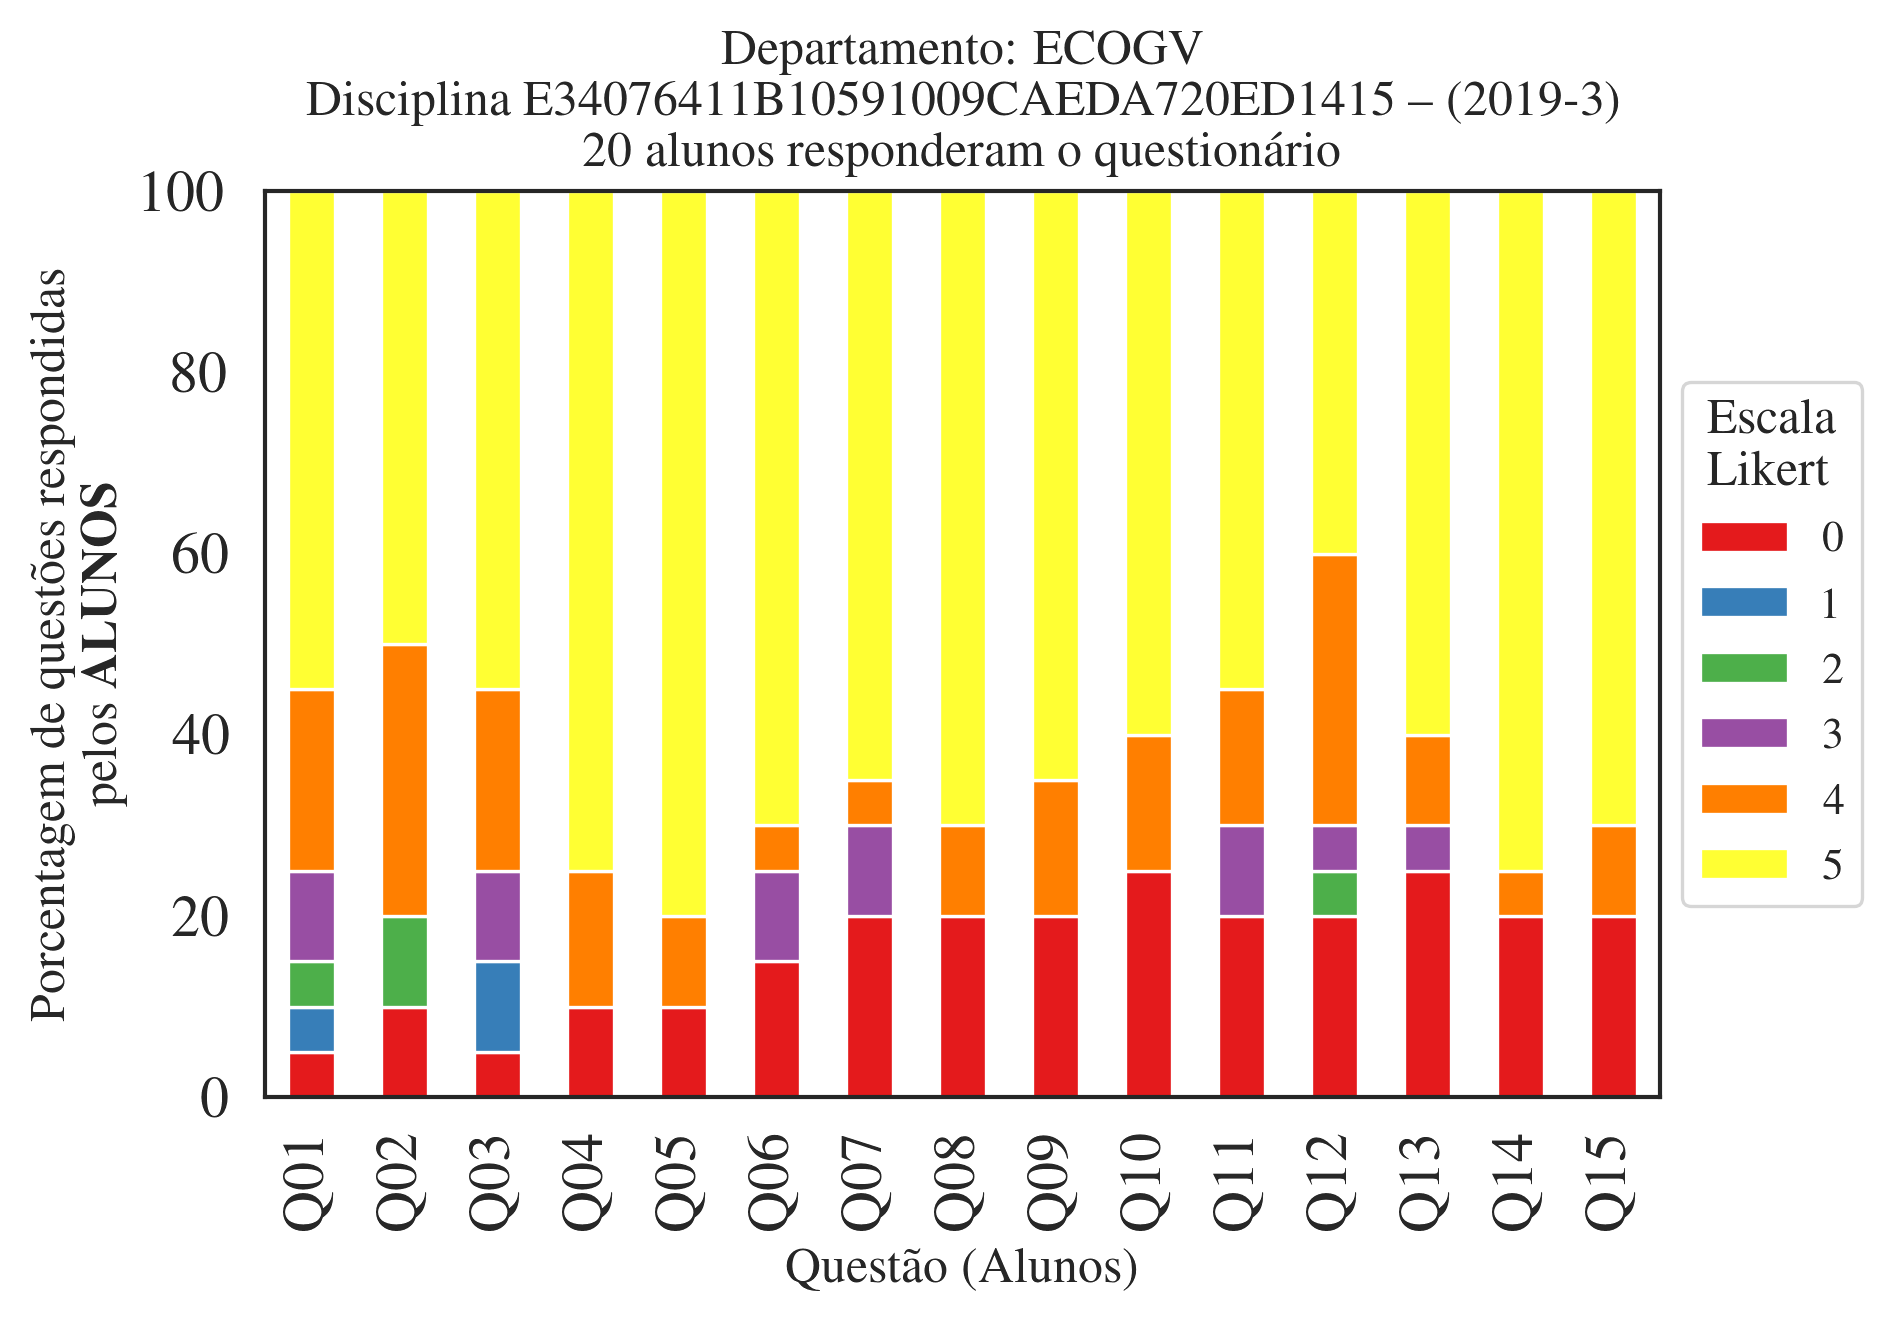 Departamento: ECOGV
Disciplina E34076411B10591009CAEDA720ED1415 – (2019-3)
20 alunos responderam o questionário
Porcentagem de questões respondidas
pelos ALUNOS
100
80
60
40
20
0
Q01
Q02
Q03
Q04
Q05
Q06
Q07
Q08
Q09
Q10
Q11
Q12
Q13
Q14
Q15
Questão (Alunos)
Escala
Likert
0
1
2
3
4
5